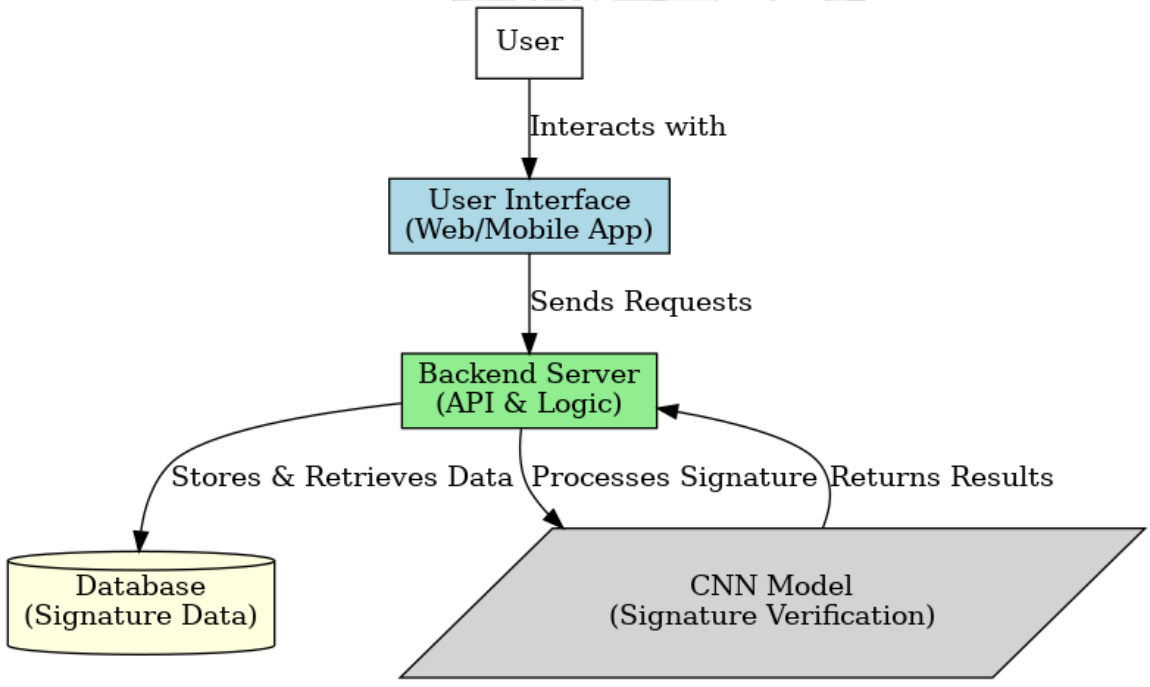 User
Interacts with
User Interface
(Web/Mobile App)
Sends Requests
Backend Server
(API & Logic)
Stores & Retrieves Data
Processes Signature
Returns Results
Database
(Signature Data)
CNN Model
(Signature Verification)